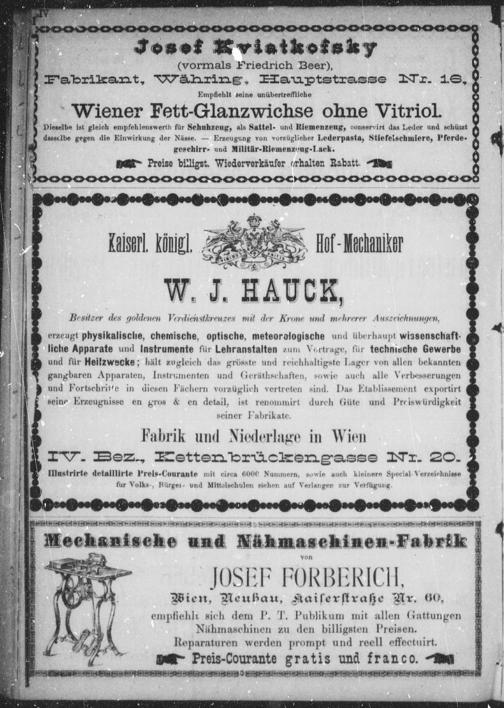 IV
Josef Kwiatkofsky
(vormals Friedrich Beer),
Fabrikant, Währing, Hauptstrasse Nr. 16,
Empfiehlt seine unübertreffliche
Wiener Fett-Glanzwichse ohne Vitriol.
Dieselbe ist gleich empfehlenswerth für Schuhzeug, als Sattel- und Riemenzeug, conservirt das Leder und schützt
dasselbe gegen die Einwirkung der Nässe. — Erzeugung von vorzüglicher Lederpasta, Stiefelschmiere, Pferde-
geschirr- und Militär-Riemenzeug-Lack.
Preise billigst. Wiederverkäufer erhalten Rabatt.
Kaiserl. königl. Hof-Mechaniker
W. J. HAUCK,
Besitzer des goldenen Verdienstkreuzes mit der Krone und mehrerer Auszeichnungen,
erzeugt physikalische, chemische, optische, meteorologische und überhaupt wissenschaft-
liche Apparate und Instrumente für Lehranstalten zum Vortrage, für technische Gewerbe
und für Heilzwecke; hält zugleich das grösste und reichhaltigste Lager von allen bekannten
gangbaren Apparaten, Instrumenten und Geräthschaften, sowie auch alle Verbesserungen
und Fortschritte in diesen Fächern vorzüglich vertreten sind. Das Etablissement exportirt
seine Erzeugnisse en gros & en detail, ist renommirt durch Güte und Preiswürdigkeit
seiner Fabrikate.
Fabrik und Niederlage in Wien
IV. Bez., Kettenbrückengasse Nr. 20.
Illustrirte detaillirte Preis-Courante mit circa 6000 Nummern, sowie auch kleinere Special-Verzeichnisse
für Volks-, Bürger- und Mittelschulen stehen auf Verlangen zur Verfügung.
Mechanische und Nähmaschinen-Fabrik
von
JOSEF FORBERICH,
Wien, Neubau, Kaiserstraße Nr. 60,
empfiehlt sich dem P. T. Publikum mit allen Gattungen
Nähmaschinen zu den billigsten Preisen.
Reparaturen werden prompt und reell effectuirt.
Preis-Courante gratis und franco.